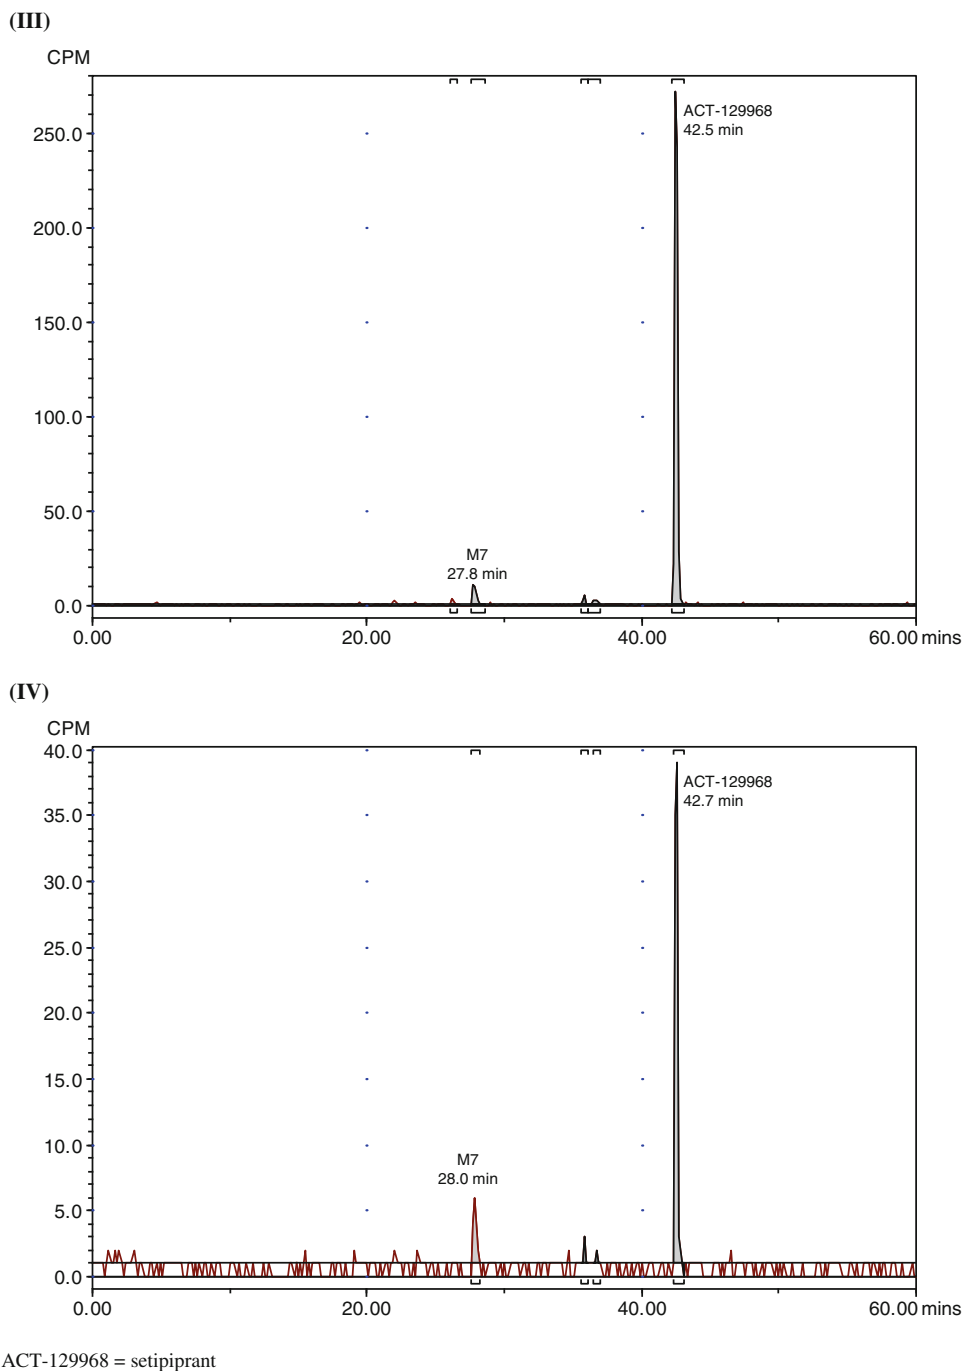 (III)
CPM
250.0
200.0
150.0
100.0
50.0
0.0
ACT-129968
42.5 min
M7
27.8 min
0.00 20.00 40.00 60.00 mins
(IV)
CPM
40.0
35.0
30.0
25.0
20.0
15.0
10.0
5.0
0.0
ACT-129968
42.7 min
M7
28.0 min
0.00 20.00 40.00 60.00 mins
ACT-129968 = setipiprant